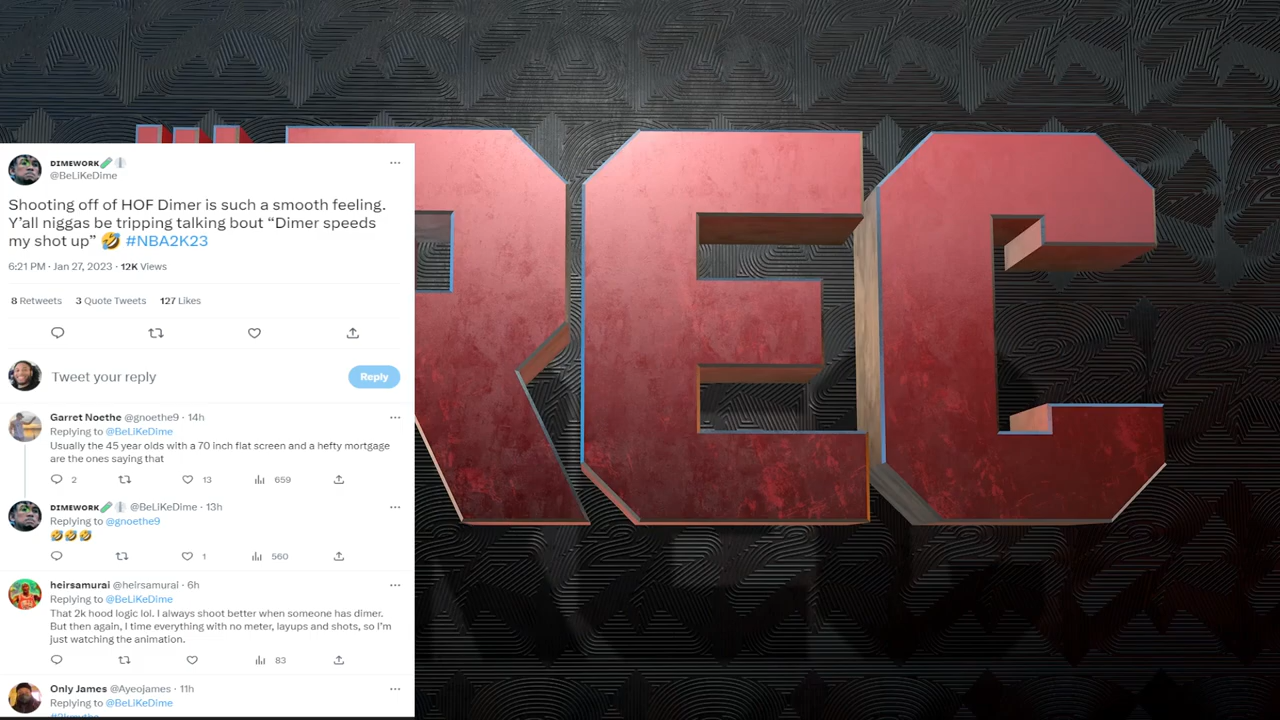 REC
DIMEWORK
@BeLiKeDime
Shooting off of HOF Dimer is such a smooth feeling.
Y'all niggas be tripping talking bout “Dimer speeds
my shot up” 🤣 #NBA2K23
6:21 PM · Jan 27, 2023 · 12K Views
8 Retweets 3 Quote Tweets 127 Likes
Tweet your reply
Reply
Garret Noethe @gnoethe9 · 14h
Replying to @BeLiKeDime
Usually the 45 year olds with a 70 inch flat screen and a hefty mortgage
are the ones saying that
2 13 659
DIMEWORK @BeLiKeDime · 13h
Replying to @gnoethe9
🤣🤣🤣
1 560
heirsamurai @heirsamurai · 6h
Replying to @BeLiKeDime
That 2k hood logic lol. I always shoot better when someone has dimer.
But then again, I time everything with no meter, layups and shots, so I'm
just watching the animation.
83
Only James @Ayeojames · 11h
Replying to @BeLiKeDime